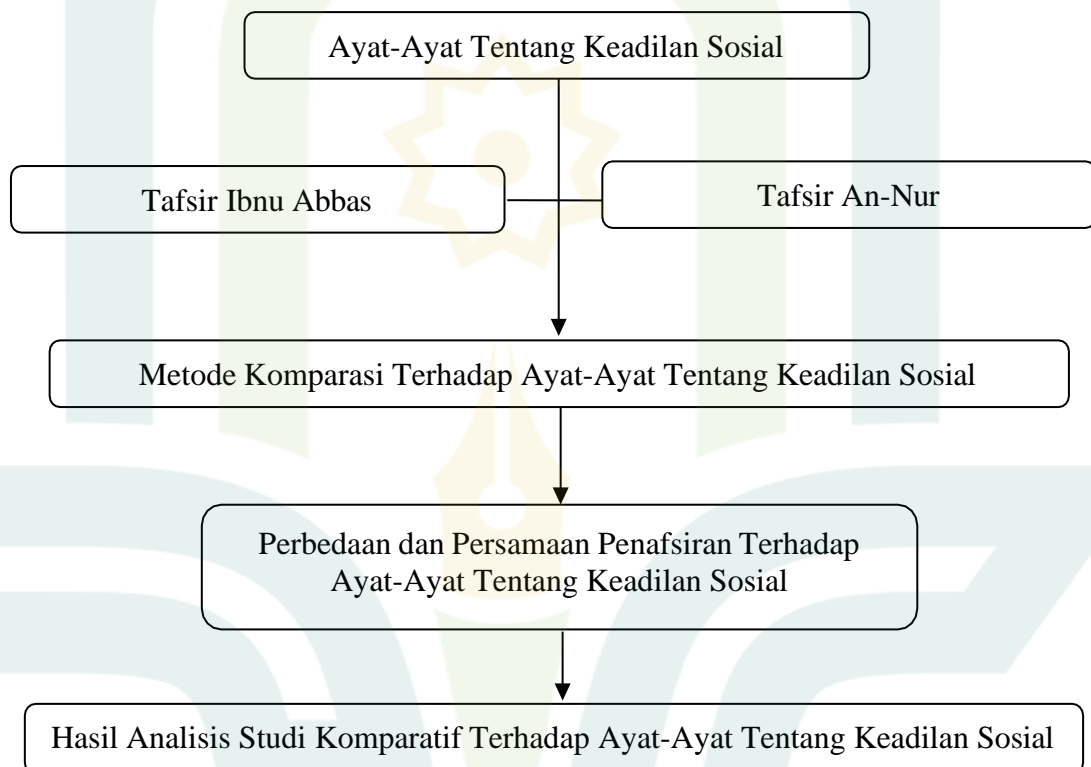 Ayat-Ayat Tentang Keadilan Sosial
Tafsir Ibnu Abbas
Tafsir An-Nur
Metode Komparasi Terhadap Ayat-Ayat Tentang Keadilan Sosial
Perbedaan dan Persamaan Penafsiran Terhadap
Ayat-Ayat Tentang Keadilan Sosial
Hasil Analisis Studi Komparatif Terhadap Ayat-Ayat Tentang Keadilan Sosial